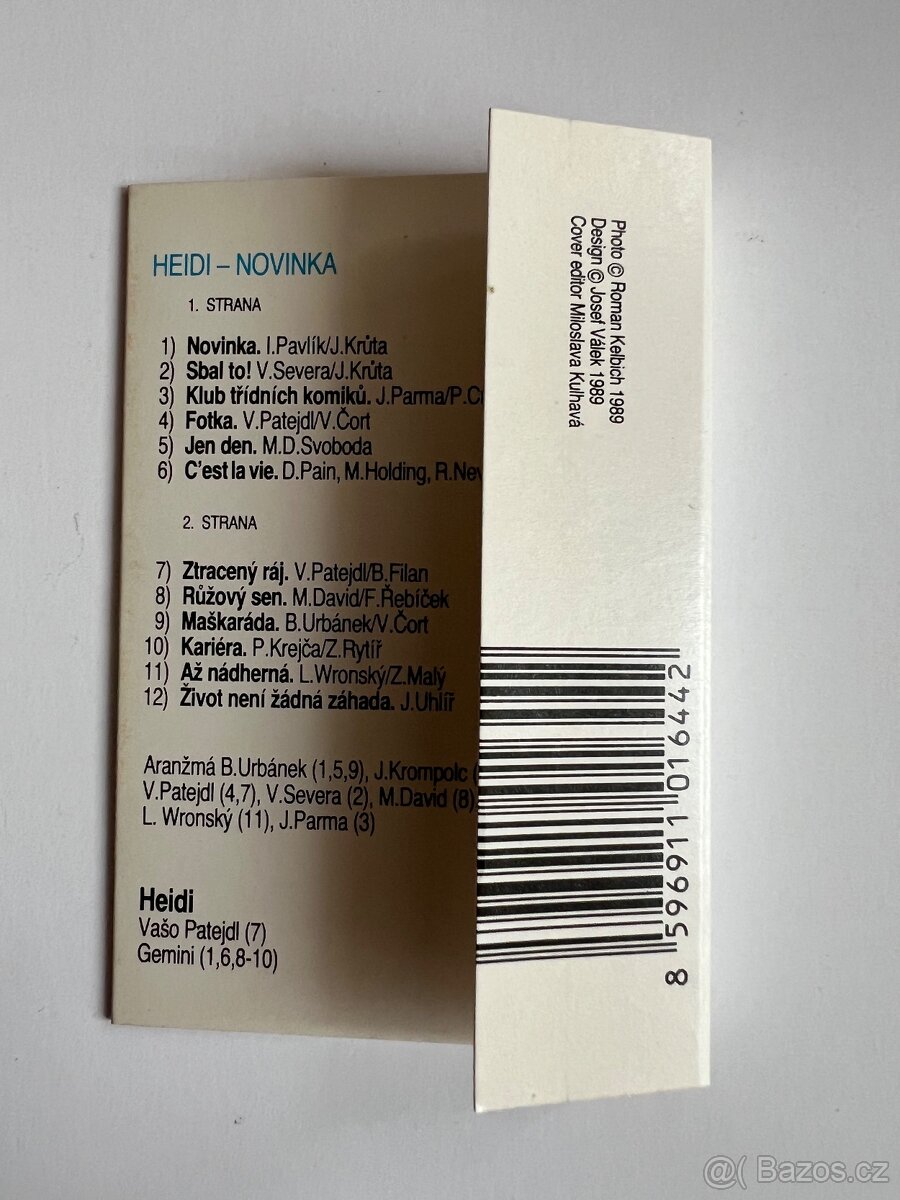 HEIDI – NOVINKA
1. STRANA
1) Novinka. I.Pavlík/J.Krůta
2) Sbal to! V.Severa/J.Krůta
3) Klub třídních komiků. J.Parma/P.
4) Fotka. V.Patejdl/V.Čort
5) Jen den. M.D.Svoboda
6) C'est la vie. D.Pain, M.Holding,
2. STRANA
7) Ztracený ráj. V.Patejdl/B.Filan
8) Růžový sen. M.David/F.Řebíček
9) Maškaráda. B.Urbánek/V.Čort
10) Kariéra. P.Krejča/Z.Rytíř
11) Až nádherná. L.Wronský/Z.Malý
12) Život není žádná záhada. J.Uhlíř
Aranžmá B.Urbánek (1,5,9), J.Krompolc
V.Patejdl (4,7), V.Severa (2), M.David (8)
L. Wronský (11), J.Parma (3)
Heidi
Vašo Patejdl (7)
Gemini (1,6,8-10)
Photo © Roman Kelbich 1989
Design © Josef Válek 1989
Cover editor Miloslava Kulhavá
8 596911 016442
@( Bazos.cz